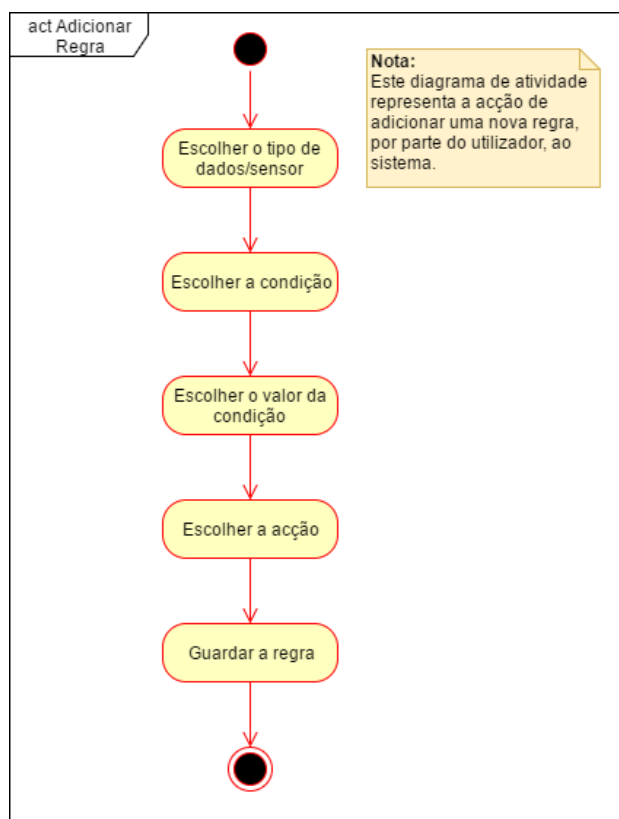 act Adicionar
Regra
Nota:
Este diagrama de atividade
representa a acção de
adicionar uma nova regra,
por parte do utilizador, ao
sistema.
Escolher o tipo de
dados/sensor
Escolher a condição
Escolher o valor da
condição
Escolher a acção
Guardar a regra